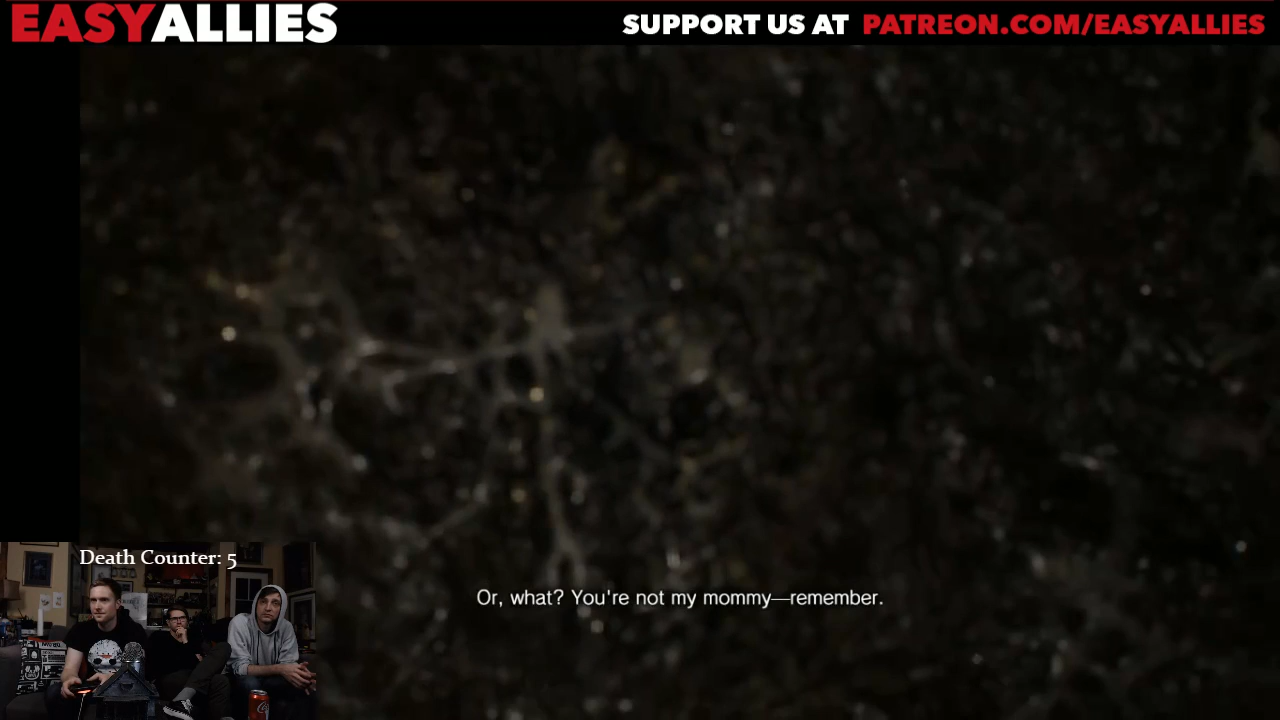 EASYALLIES
SUPPORT US AT PATREON.COM/EASYALLIES
Death Counter: 5
Or, what? You're not my mommy—remember.